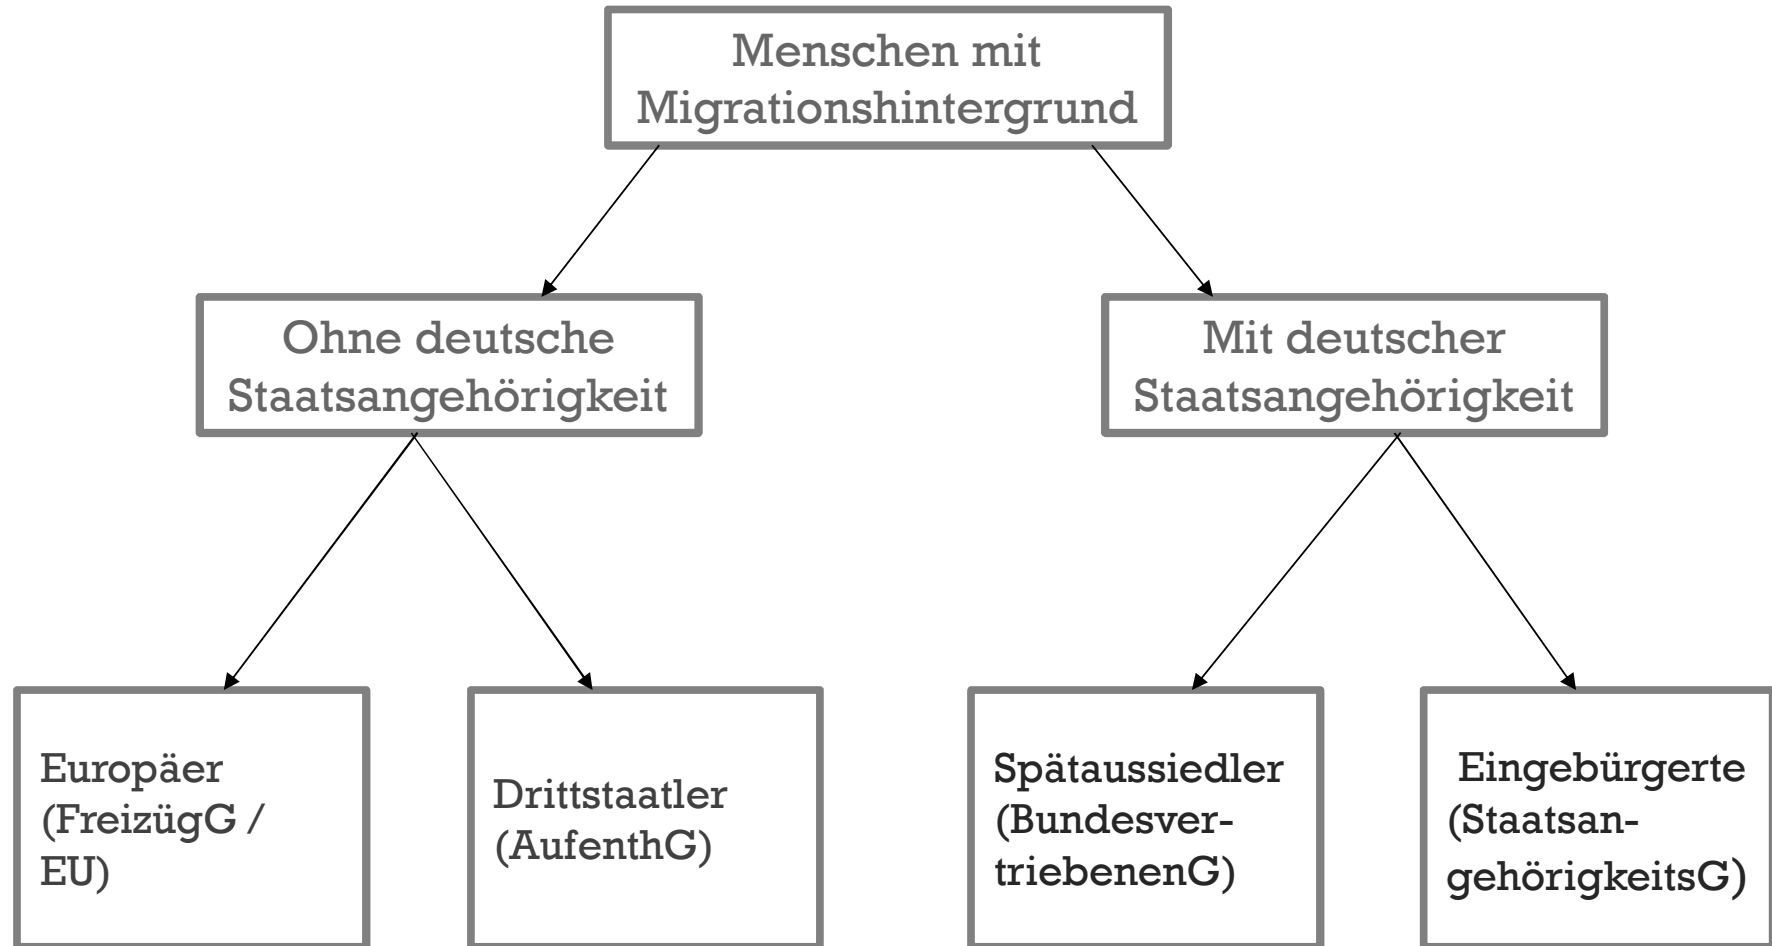 Menschen mit
Migrationshintergrund
Ohne deutsche
Staatsangehörigkeit
Mit deutscher
Staatsangehörigkeit
Europäer
(FreizügG /
EU)
Drittstaatler
(AufenthG)
Spätaussiedler
(Bundesver-
triebenenG)
Eingebürgerte
(Staatsan-
gehörigkeitsG)